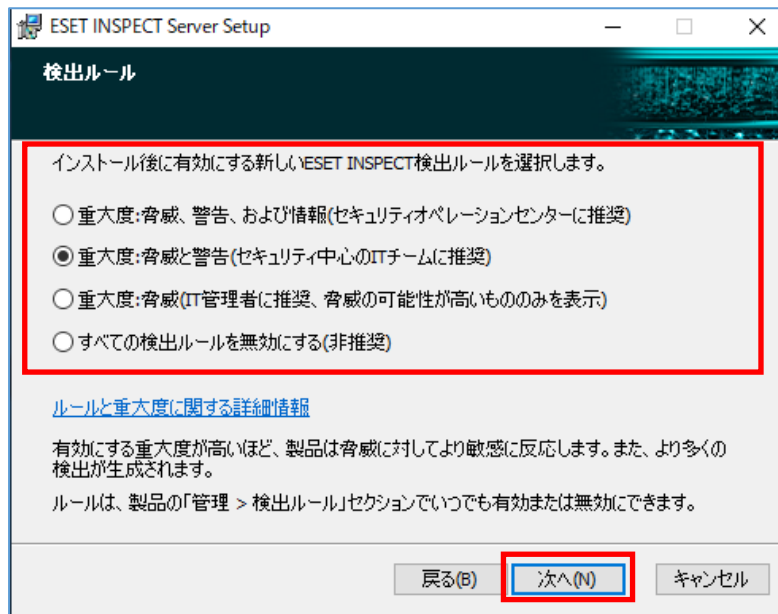 ESET INSPECT Server Setup
検出ルール
インストール後に有効にする新しいESET INSPECT検出ルールを選択します。
重大度:脅威、警告、および情報(セキュリティオペレーションセンターに推奨)
重大度:脅威と警告(セキュリティ中心のITチームに推奨)
重大度:脅威(IT管理者に推奨、脅威の可能性が高いもののみを表示)
すべての検出ルールを無効にする(非推奨)
ルールと重大度に関する詳細情報
有効にする重大度が高いほど、製品は脅威に対してより敏感に反応します。また、より多くの
検出が生成されます。
ルールは、製品の「管理 > 検出ルール」セクションでいつでも有効または無効にできます。
戻る(B) 次へ(N) キャンセル